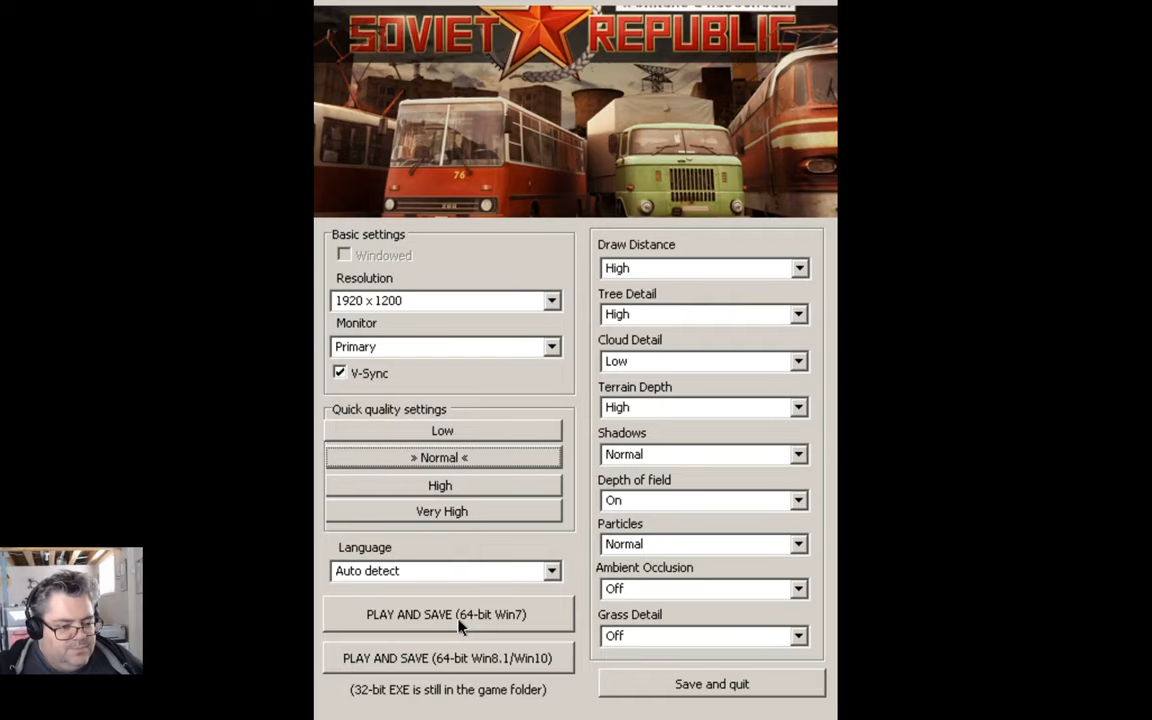 SOVIET REPUBLIC
76
Basic settings
Windowed
Resolution
1920 x 1200
Monitor
Primary
V-Sync
Quick quality settings
Low
» Normal «
High
Very High
Language
Auto detect
PLAY AND SAVE (64-bit Win7)
PLAY AND SAVE (64-bit Win8.1/Win10)
(32-bit EXE is still in the game folder)
Draw Distance
High
Tree Detail
High
Cloud Detail
Low
Terrain Depth
High
Shadows
Normal
Depth of field
On
Particles
Normal
Ambient Occlusion
Off
Grass Detail
Off
Save and quit